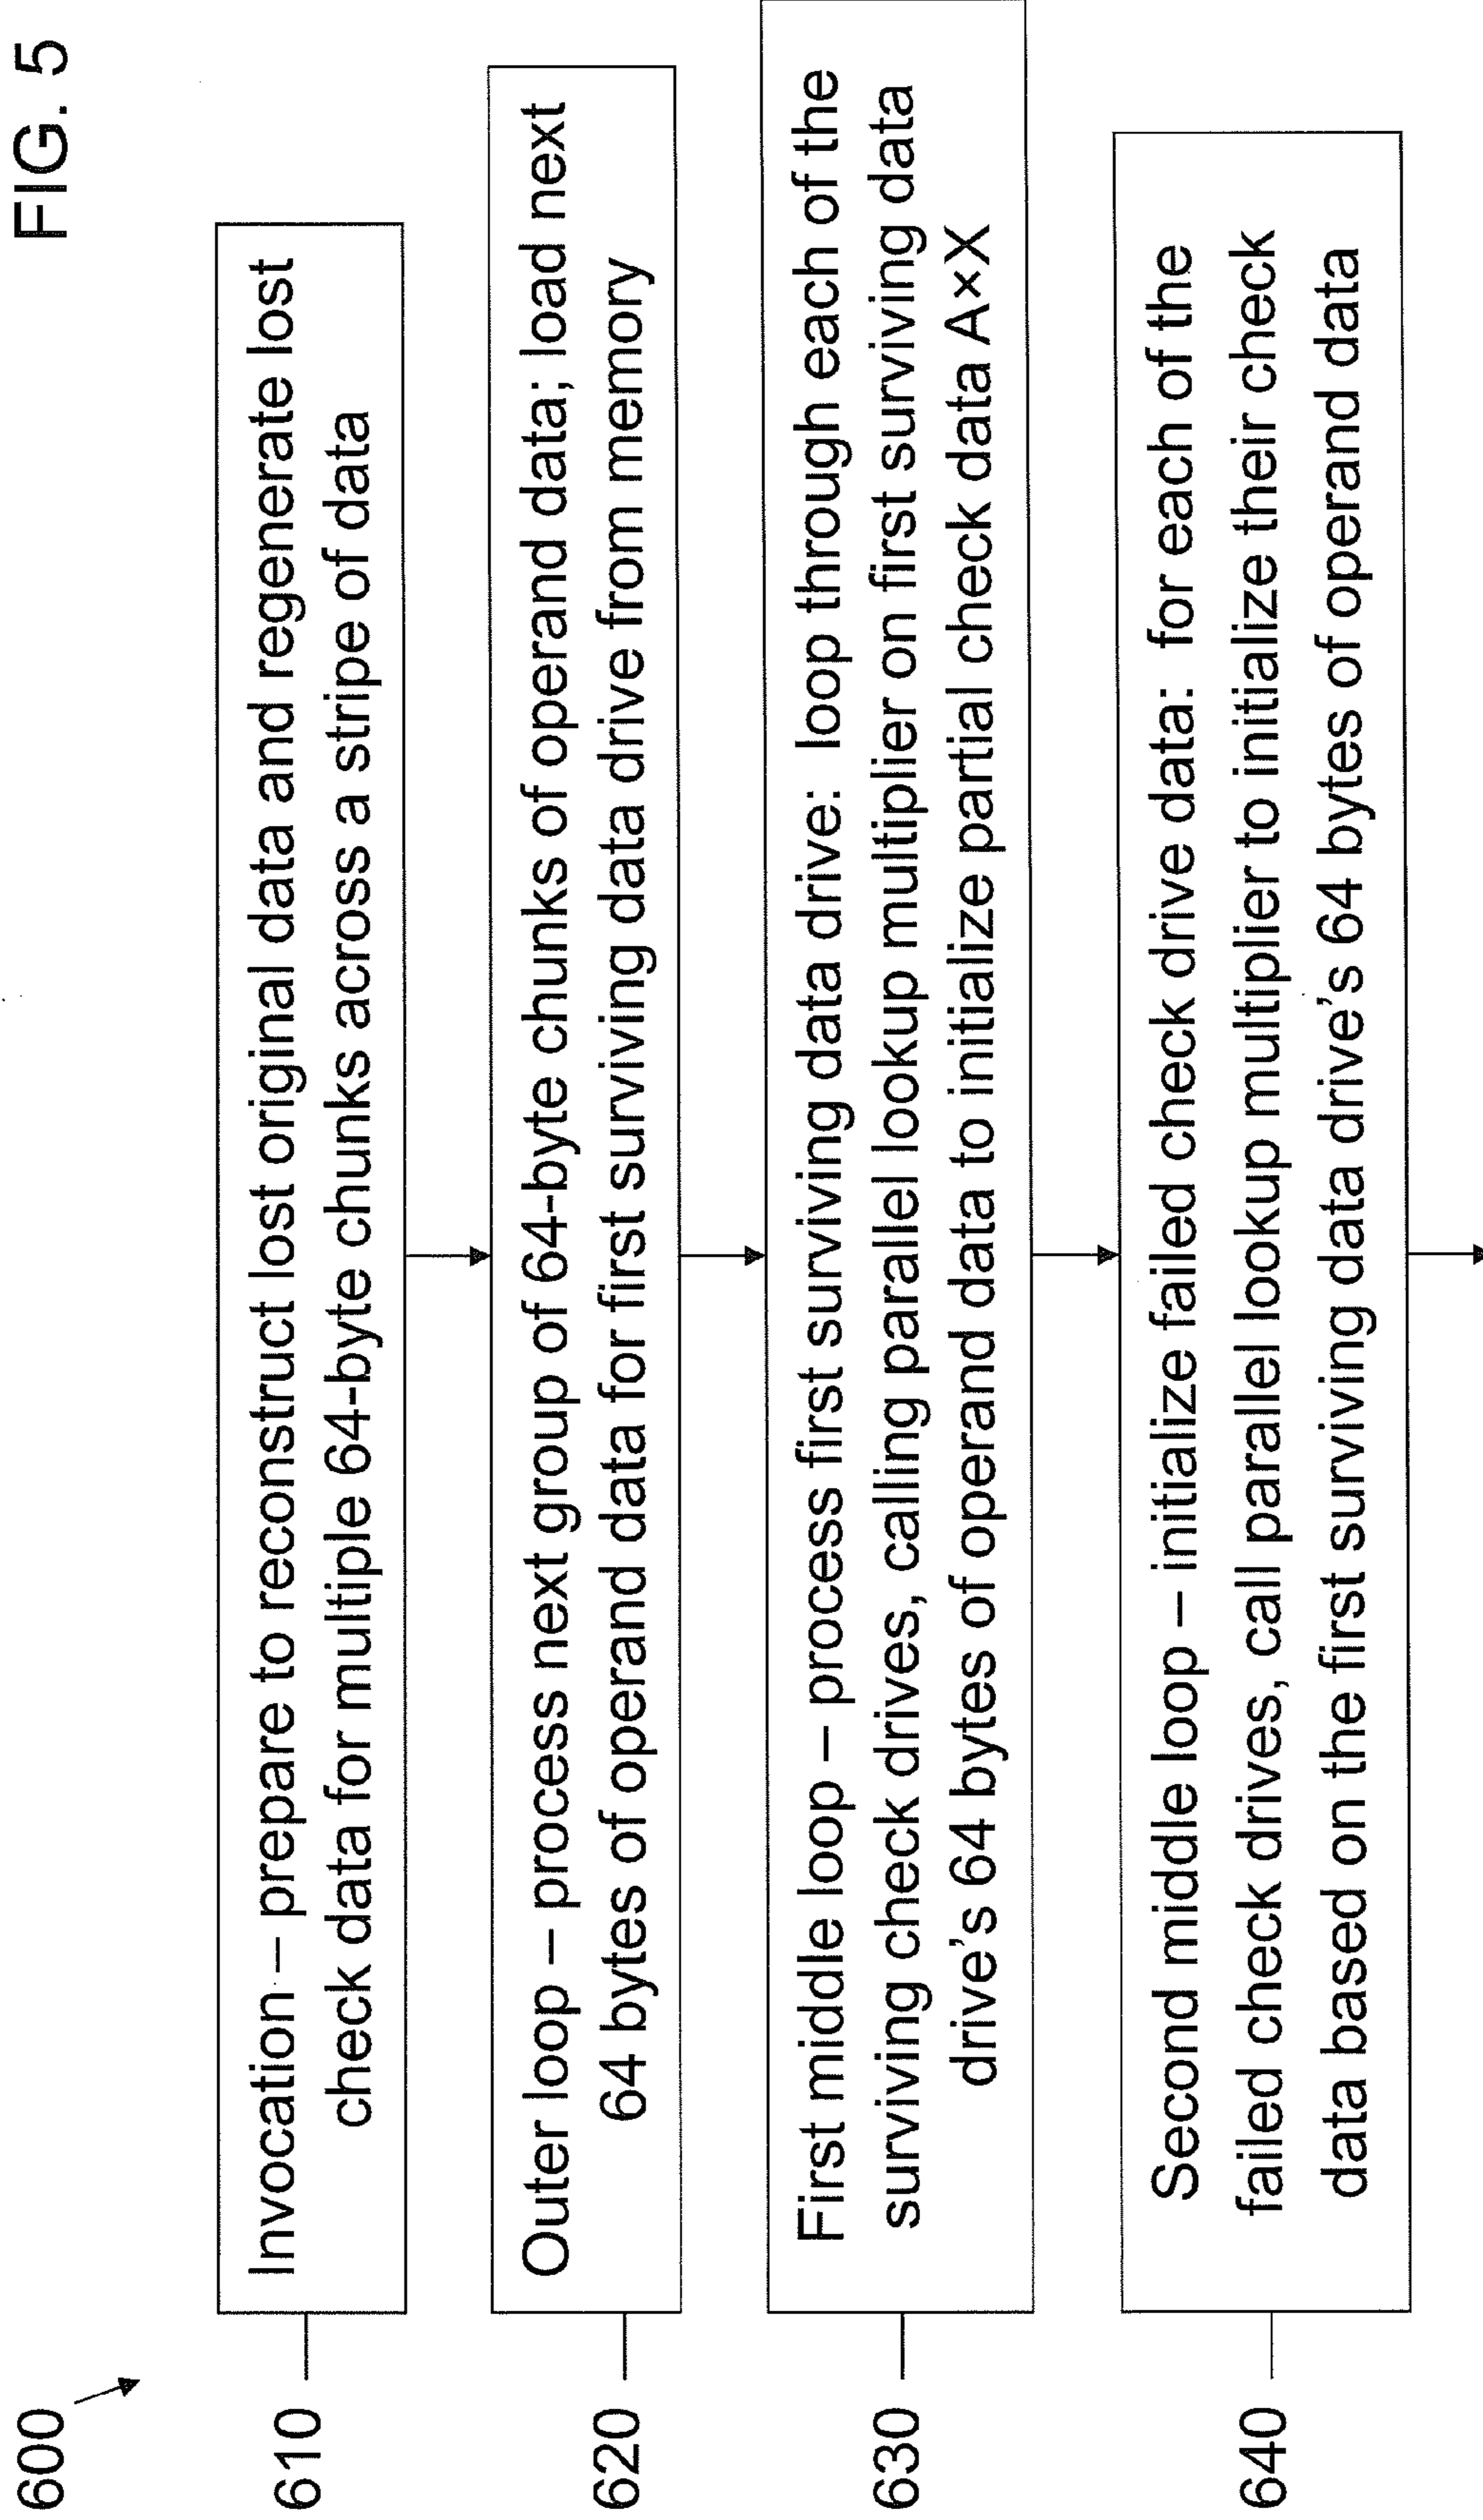 FIG. 5
600
610
Invocation – prepare to reconstruct lost original data and regenerate lost
check data for multiple 64-byte chunks across a stripe of data
620
Outer loop – process next group of 64-byte chunks of operand data; load next
64 bytes of operand data for first surviving data drive from memory
630
First middle loop – process first surviving data drive: loop through each of the
surviving check drives, calling parallel lookup multiplier on first surviving data
drive's 64 bytes of operand data to initialize partial check data A×X
640
Second middle loop – initialize failed check drive data: for each of the
failed check drives, call parallel lookup multiplier to initialize their check
data based on the first surviving data drive's 64 bytes of operand data